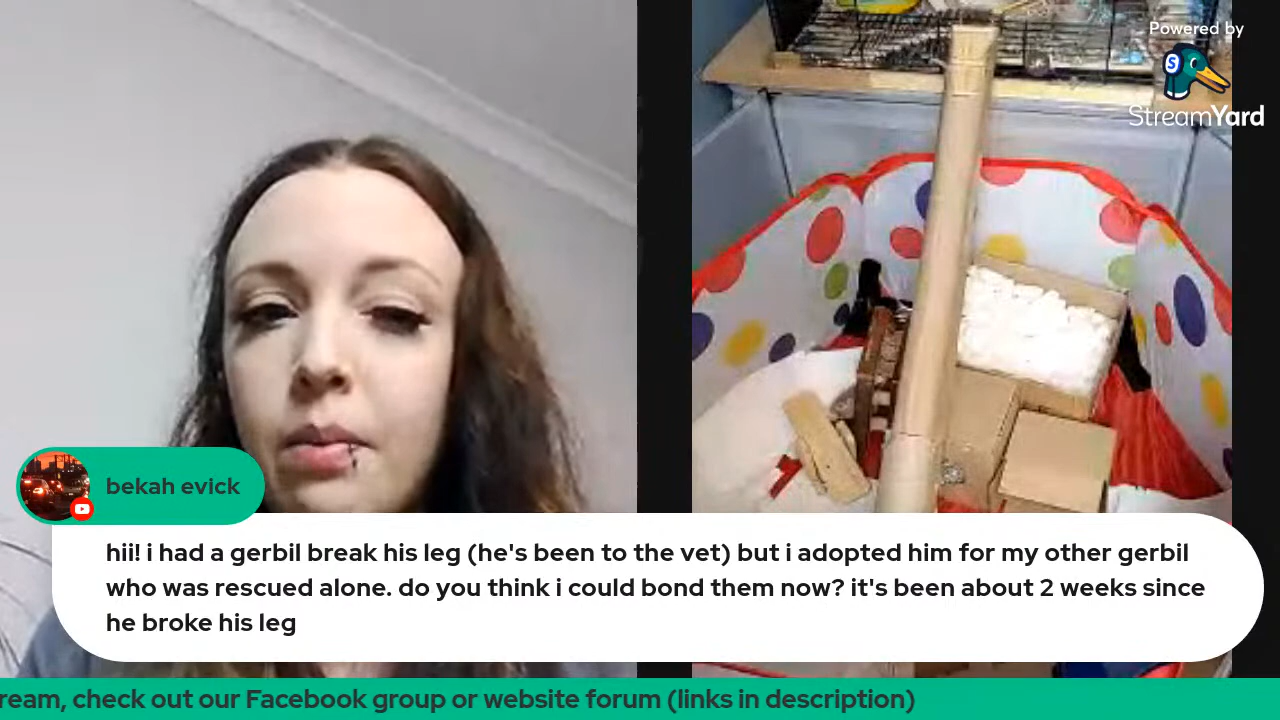 Powered by
StreamYard
bekah evick
hii! i had a gerbil break his leg (he's been to the vet) but i adopted him for my other gerbil
who was rescued alone. do you think i could bond them now? it's been about 2 weeks since
he broke his leg
ream, check out our Facebook group or website forum (links in description)